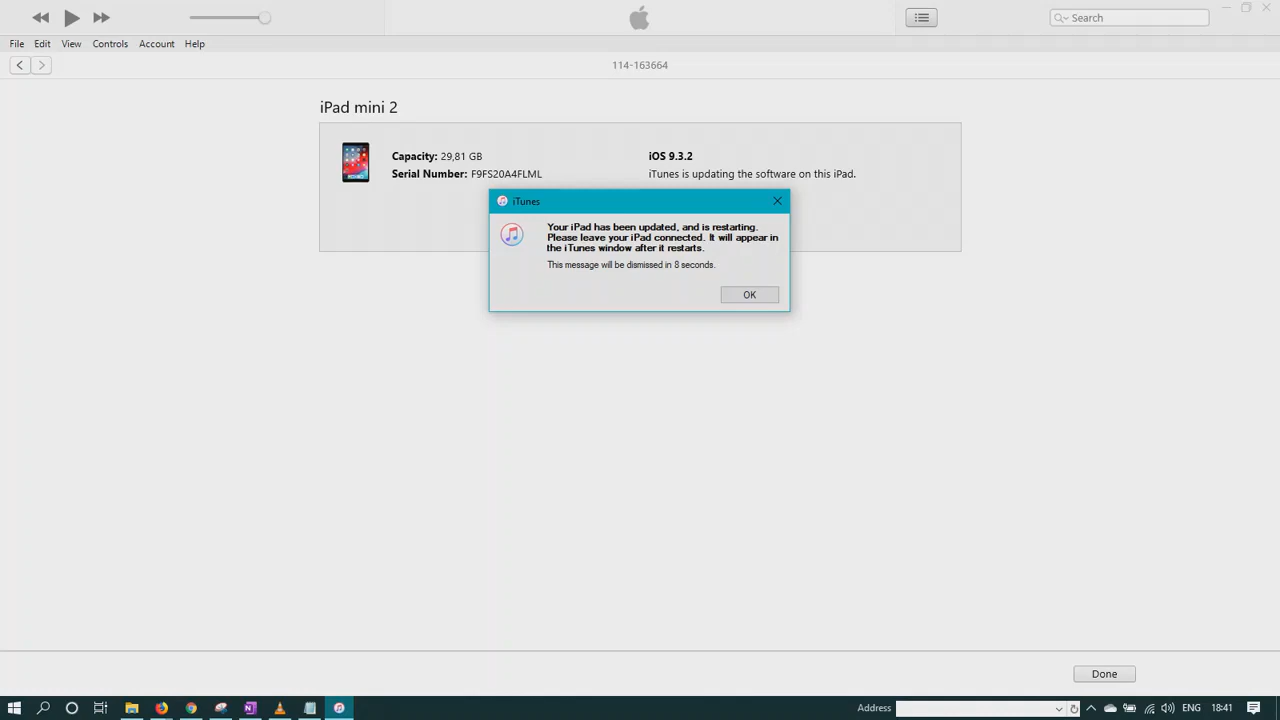 Search
File Edit View Controls Account Help
114-163664
iPad mini 2
Capacity: 29,81 GB
iOS 9.3.2
Serial Number: F9FS20A4FLML
iTunes is updating the software on this iPad.
iTunes
Your iPad has been updated, and is restarting.
Please leave your iPad connected. It will appear in
the iTunes window after it restarts.
This message will be dismissed in 8 seconds.
OK
Done
Address
ENG
18:41